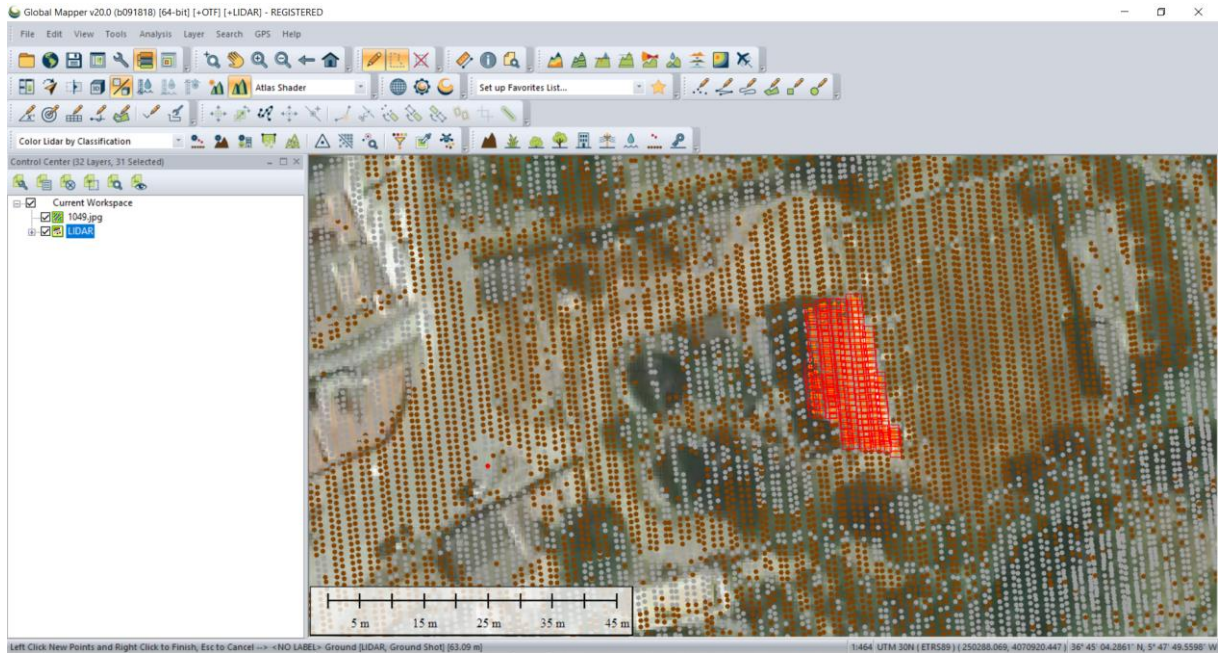 Global Mapper v20.0 (b091818) [64-bit] [+OTF] [+LIDAR] - REGISTERED
File Edit View Tools Analysis Layer Search GPS Help
Atlas Shader
Set up Favorites List...
Color Lidar by Classification
Control Center (32 Layers, 31 Selected)
Current Workspace
1049.jpg
LIDAR
5 m 15 m 25 m 35 m 45 m
Left Click New Points and Right Click to Finish, Esc to Cancel --> <NO LABEL> Ground [LIDAR, Ground Shot] [63.09 m]
1:464 UTM 30N ( ETRS89 ) ( 250288.069, 4070920.447 ) 36° 45' 04.2861" N, 5° 47' 49.5598" W